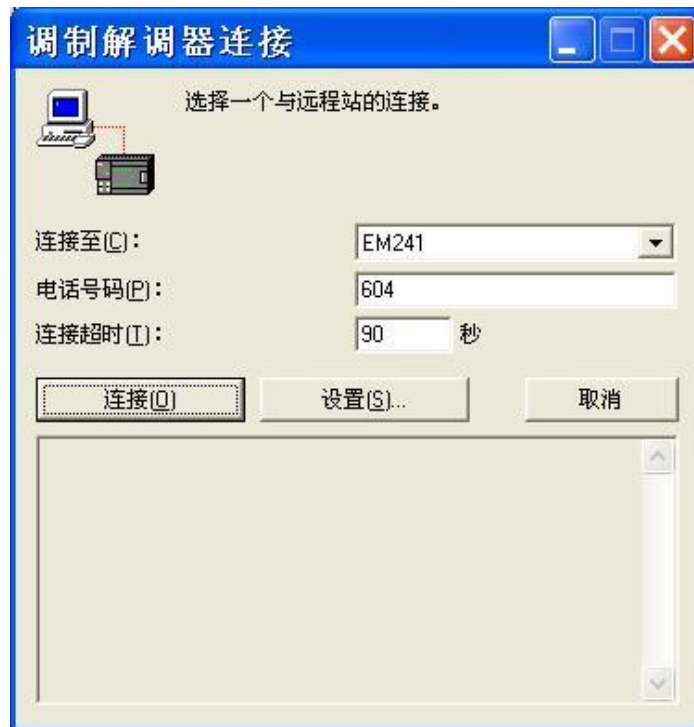 调制解调器连接
选择一个与远程站的连接。
连接至(C): EM241
电话号码(P): 604
连接超时(T): 90 秒
连接(O) 设置(S)... 取消